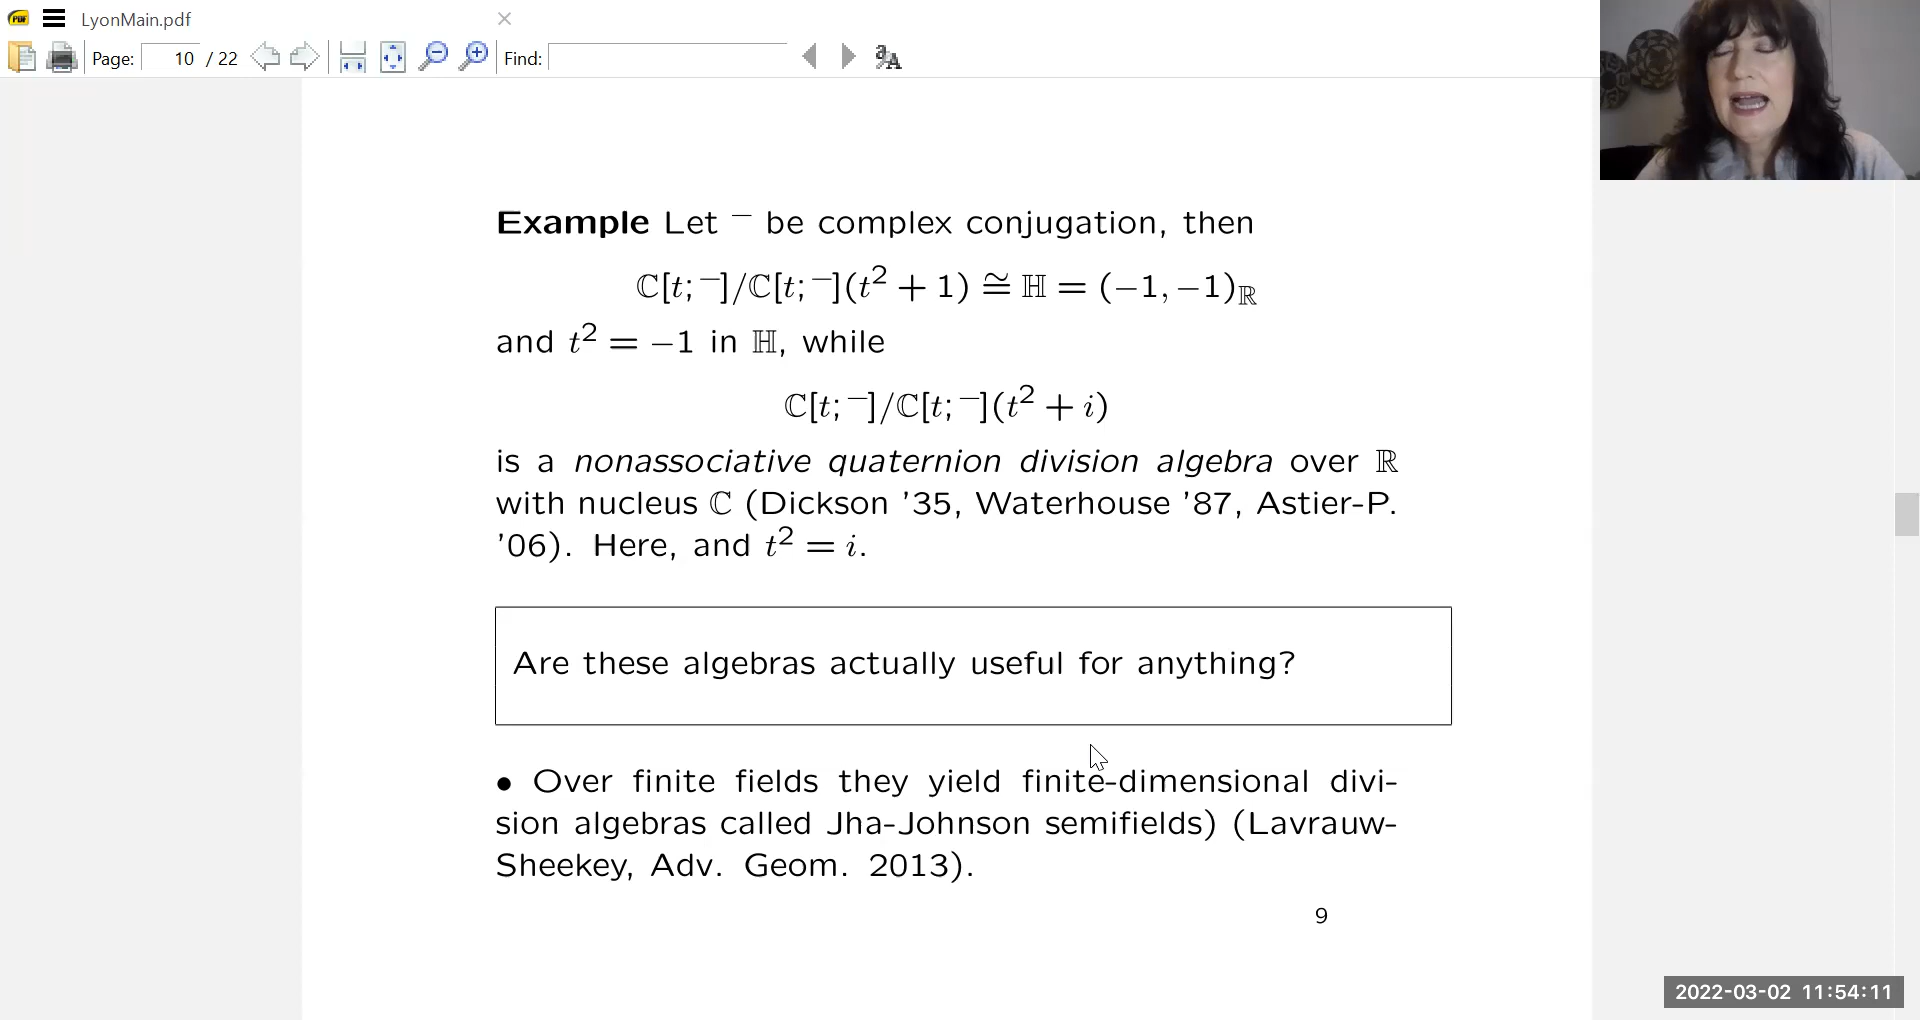 LyonMain.pdf
Page: 10 / 22 Find:
Example Let ¯ be complex conjugation, then
ℂ[t; ¯]/ℂ[t; ¯](t² + 1) ≅ ℍ = (−1, −1)_ℝ
and t² = −1 in ℍ, while
ℂ[t; ¯]/ℂ[t; ¯](t² + i)
is a nonassociative quaternion division algebra over ℝ
with nucleus ℂ (Dickson '35, Waterhouse '87, Astier-P.
'06). Here, and t² = i.
Are these algebras actually useful for anything?
• Over finite fields they yield finite-dimensional divi-
sion algebras called Jha-Johnson semifields) (Lavrauw-
Sheekey, Adv. Geom. 2013).
9
2022-03-02 11:54:11